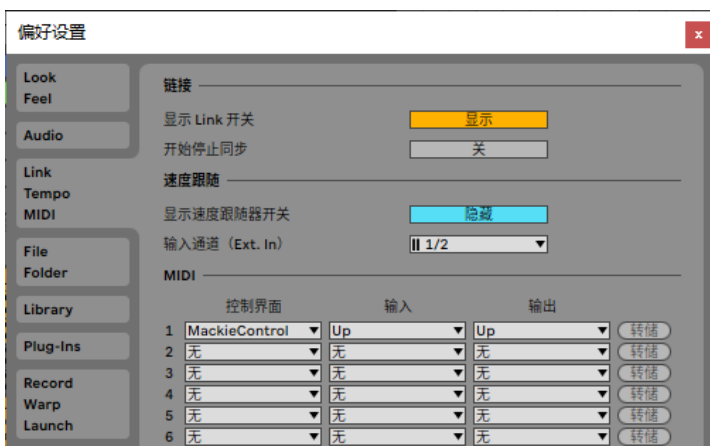 偏好设置
x
Look
Feel
Audio
Link
Tempo
MIDI
File
Folder
Library
Plug-Ins
Record
Warp
Launch
链接
显示 Link 开关 显示
开始停止同步 关
速度跟随
显示速度跟随器开关 隐藏
输入通道（Ext. In） 1/2
MIDI
控制界面 输入 输出
1 MackieControl Up Up 转储
2 无 无 无 转储
3 无 无 无 转储
4 无 无 无 转储
5 无 无 无 转储
6 无 无 无 转储